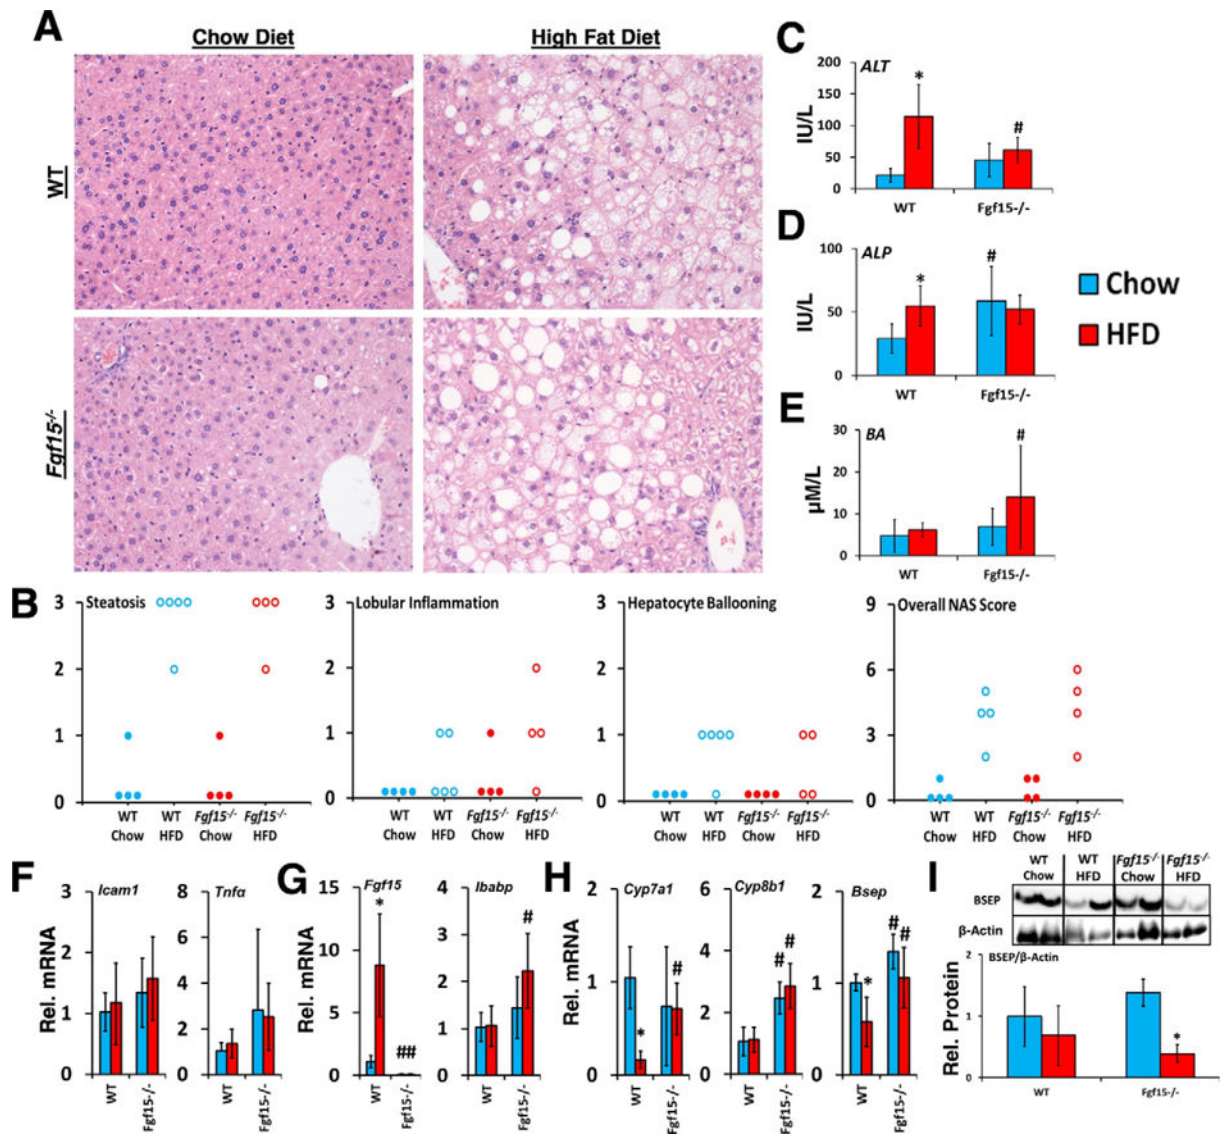 A
Chow Diet
High Fat Diet
WT
Fgf15-/-
C
ALT
200
150
100
50
0
IU/L
*
#
WT
Fgf15-/-
D
ALP
100
50
0
IU/L
*
#
WT
Fgf15-/-
Chow
HFD
E
BA
30
20
10
0
µM/L
#
WT
Fgf15-/-
B
Steatosis
3
2
1
0
WT Chow
WT HFD
Fgf15-/- Chow
Fgf15-/- HFD
Lobular Inflammation
3
2
1
0
WT Chow
WT HFD
Fgf15-/- Chow
Fgf15-/- HFD
Hepatocyte Ballooning
3
2
1
0
WT Chow
WT HFD
Fgf15-/- Chow
Fgf15-/- HFD
Overall NAS Score
9
6
3
0
WT Chow
WT HFD
Fgf15-/- Chow
Fgf15-/- HFD
F
Rel. mRNA
Icam1
3
2
1
0
WT
Fgf15-/-
Tnfα
8
6
4
2
0
WT
Fgf15-/-
G
Fgf15
15
10
5
0
*
##
WT
Fgf15-/-
Ibabp
4
3
2
1
0
#
WT
Fgf15-/-
H
Rel. mRNA
Cyp7a1
2
1
0
*
#
WT
Fgf15-/-
Cyp8b1
6
4
2
0
#
#
WT
Fgf15-/-
Bsep
2
1
0
*
#
#
WT
Fgf15-/-
I
WT Chow
WT HFD
Fgf15-/- Chow
Fgf15-/- HFD
BSEP
β-Actin
BSEP/β-Actin
Rel. Protein
2
1
0
*
WT
Fgf15-/-